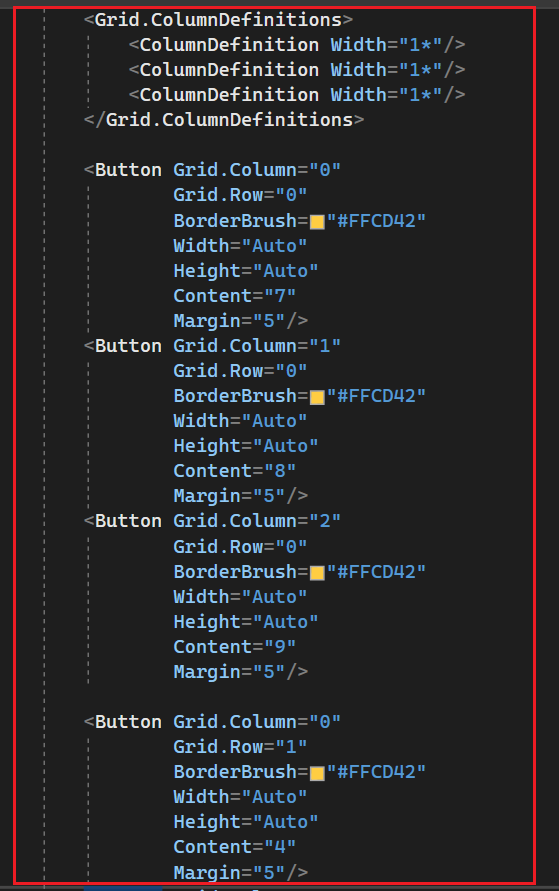 <Grid.ColumnDefinitions>
<ColumnDefinition Width="1*"/>
<ColumnDefinition Width="1*"/>
<ColumnDefinition Width="1*"/>
</Grid.ColumnDefinitions>
<Button Grid.Column="0"
Grid.Row="0"
BorderBrush="#FFCD42"
Width="Auto"
Height="Auto"
Content="7"
Margin="5"/>
<Button Grid.Column="1"
Grid.Row="0"
BorderBrush="#FFCD42"
Width="Auto"
Height="Auto"
Content="8"
Margin="5"/>
<Button Grid.Column="2"
Grid.Row="0"
BorderBrush="#FFCD42"
Width="Auto"
Height="Auto"
Content="9"
Margin="5"/>
<Button Grid.Column="0"
Grid.Row="1"
BorderBrush="#FFCD42"
Width="Auto"
Height="Auto"
Content="4"
Margin="5"/>